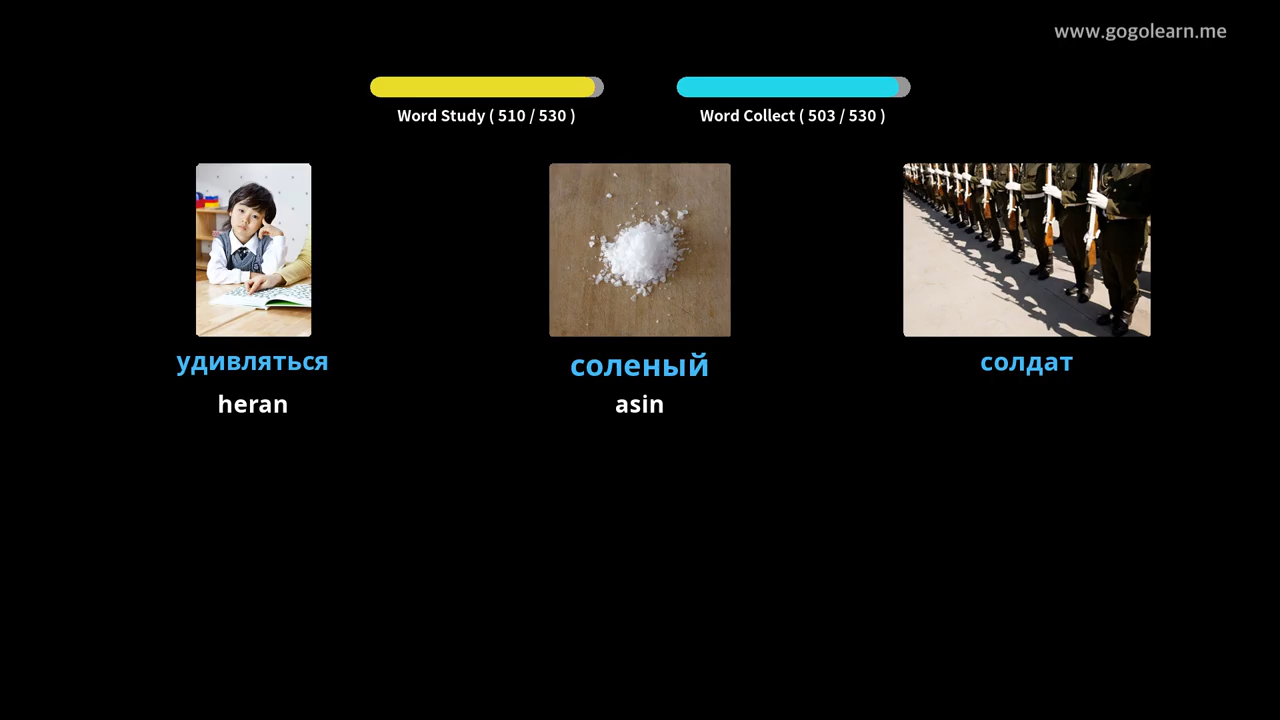 www.gogolearn.me
Word Study ( 510 / 530 )
Word Collect ( 503 / 530 )
удивляться
соленый
солдат
heran
asin